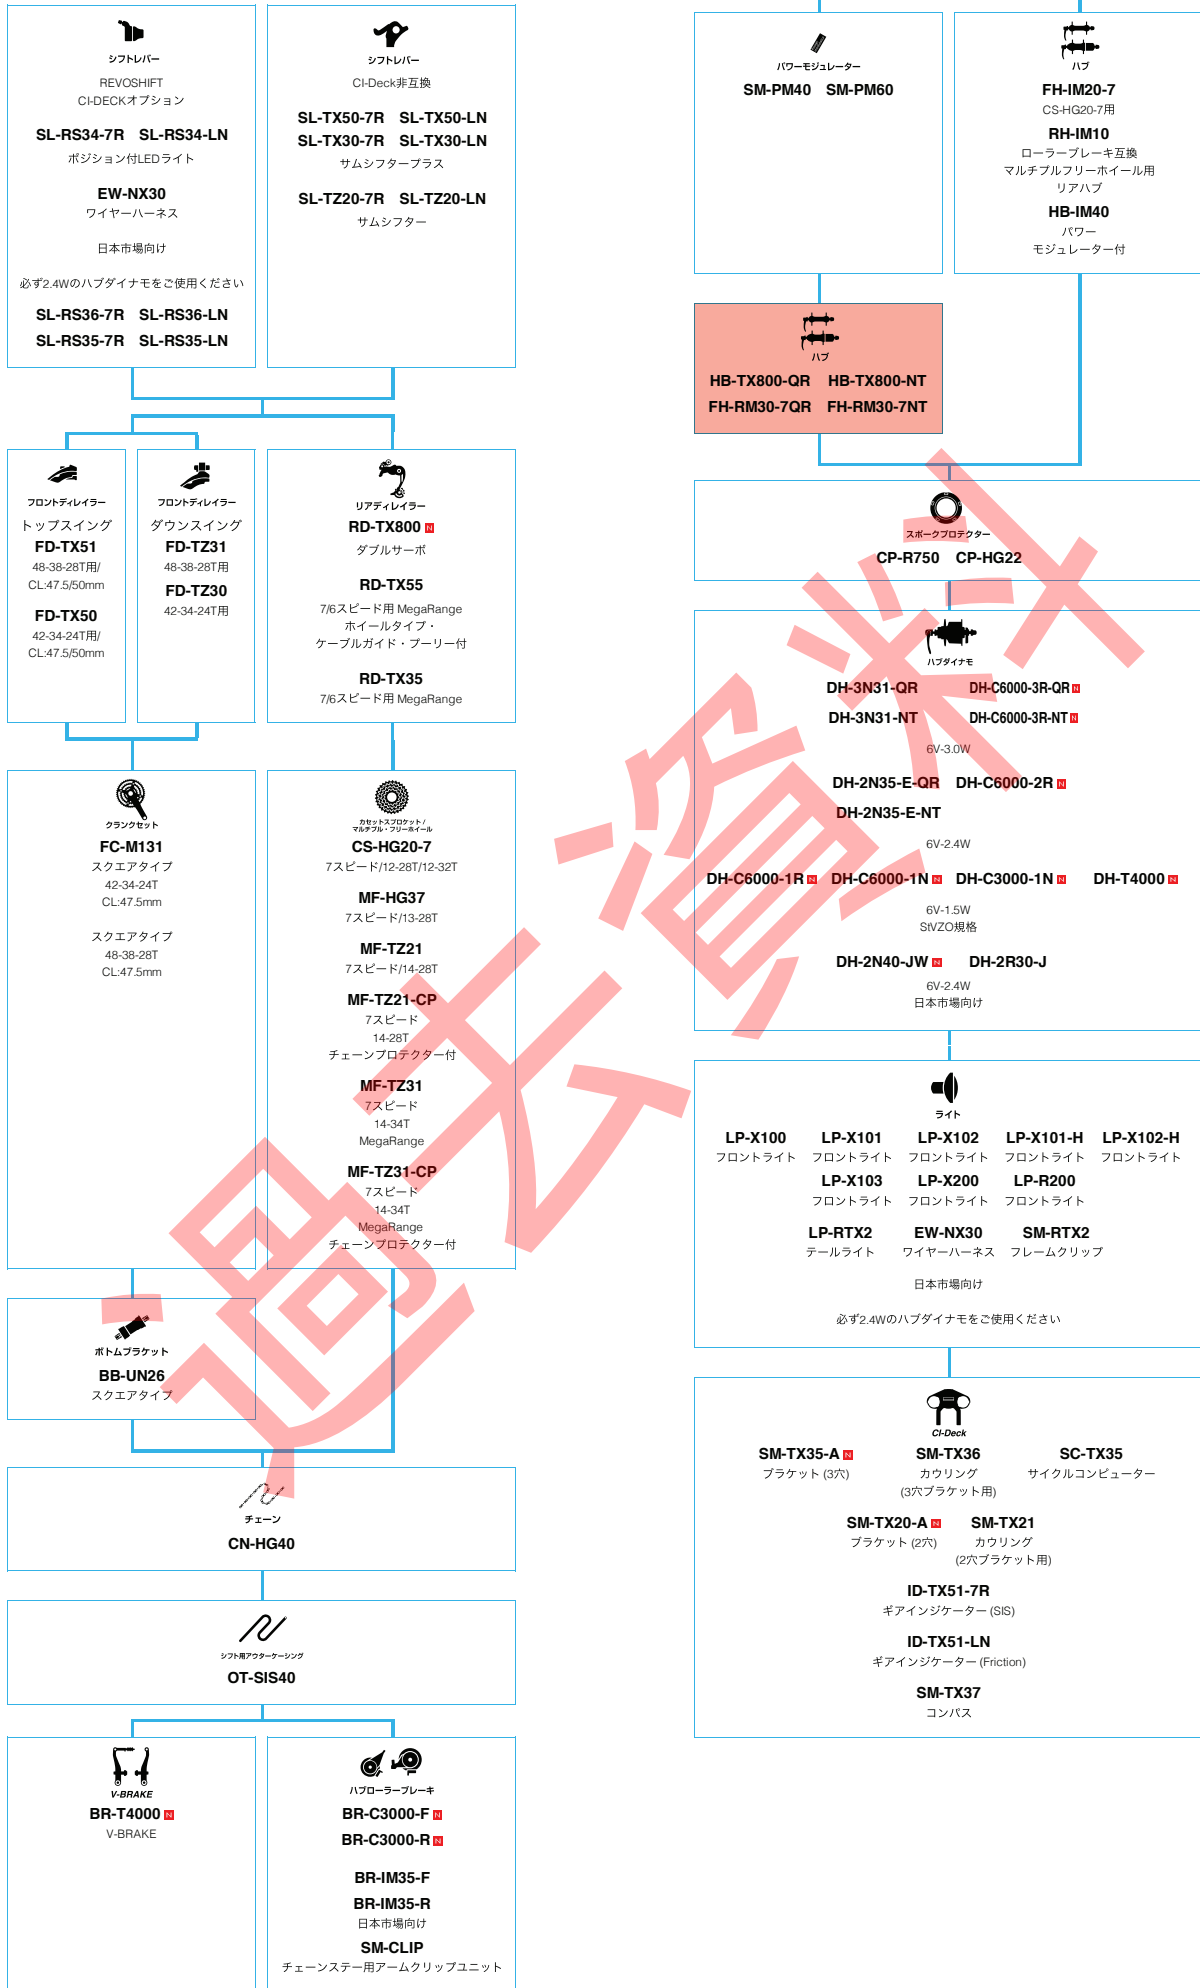 シフトレバー
REVOSHIFT
CI-DECKオプション
SL-RS34-7R SL-RS34-LN
ポジション付LEDライト
EW-NX30
ワイヤーハーネス
日本市場向け
必ず2.4Wのハブダイナモをご使用ください
SL-RS36-7R SL-RS36-LN
SL-RS35-7R SL-RS35-LN
シフトレバー
CI-Deck非互換
SL-TX50-7R SL-TX50-LN
SL-TX30-7R SL-TX30-LN
サムシフタープラス
SL-TZ20-7R SL-TZ20-LN
サムシフター
フロントディレイラー
トップスイング
FD-TX51
48-38-28T用/
CL:47.5/50mm
FD-TX50
42-34-24T用/
CL:47.5/50mm
フロントディレイラー
ダウンスイング
FD-TZ31
48-38-28T用
FD-TZ30
42-34-24T用
リアディレイラー
RD-TX800 N
ダブルサーボ
RD-TX55
7/6スピード用 MegaRange
ホイールタイプ・
ケーブルガイド・プーリー付
RD-TX35
7/6スピード用 MegaRange
クランクセット
FC-M131
スクエアタイプ
42-34-24T
CL:47.5mm
スクエアタイプ
48-38-28T
CL:47.5mm
カセットスプロケット /
マルチプル・フリーホイール
CS-HG20-7
7スピード/12-28T/12-32T
MF-HG37
7スピード/13-28T
MF-TZ21
7スピード/14-28T
MF-TZ21-CP
7スピード
14-28T
チェーンプロテクター付
MF-TZ31
7スピード
14-34T
MegaRange
MF-TZ31-CP
7スピード
14-34T
MegaRange
チェーンプロテクター付
ボトムブラケット
BB-UN26
スクエアタイプ
チェーン
CN-HG40
シフト用アウターケーシング
OT-SIS40
V-BRAKE
BR-T4000 N
V-BRAKE
ハブローラーブレーキ
BR-C3000-F N
BR-C3000-R N
BR-IM35-F
BR-IM35-R
日本市場向け
SM-CLIP
チェーンステー用アームクリップユニット
パワーモジュレーター
SM-PM40 SM-PM60
ハブ
FH-IM20-7
CS-HG20-7用
RH-IM10
ローラーブレーキ互換
マルチプルフリーホイール用
リアハブ
HB-IM40
パワー
モジュレーター付
ハブ
HB-TX800-QR HB-TX800-NT
FH-RM30-7QR FH-RM30-7NT
スポークプロテクター
CP-R750 CP-HG22
ハブダイナモ
DH-3N31-QR DH-C6000-3R-QR N
DH-3N31-NT DH-C6000-3R-NT N
6V-3.0W
DH-2N35-E-QR DH-C6000-2R N
DH-2N35-E-NT
6V-2.4W
DH-C6000-1R N DH-C6000-1N N DH-C3000-1N N DH-T4000 N
6V-1.5W
StVZO規格
DH-2N40-JW N DH-2R30-J
6V-2.4W
日本市場向け
ライト
LP-X100 LP-X101 LP-X102 LP-X101-H LP-X102-H
フロントライト フロントライト フロントライト フロントライト フロントライト
LP-X103 LP-X200 LP-R200
フロントライト フロントライト フロントライト
LP-RTX2 EW-NX30 SM-RTX2
テールライト ワイヤーハーネス フレームクリップ
日本市場向け
必ず2.4Wのハブダイナモをご使用ください
CI-Deck
SM-TX35-A N SM-TX36 SC-TX35
ブラケット (3穴) カウリング サイクルコンピューター
(3穴ブラケット用)
SM-TX20-A N SM-TX21
ブラケット (2穴) カウリング
(2穴ブラケット用)
ID-TX51-7R
ギアインジケーター (SIS)
ID-TX51-LN
ギアインジケーター (Friction)
SM-TX37
コンパス
過去資料